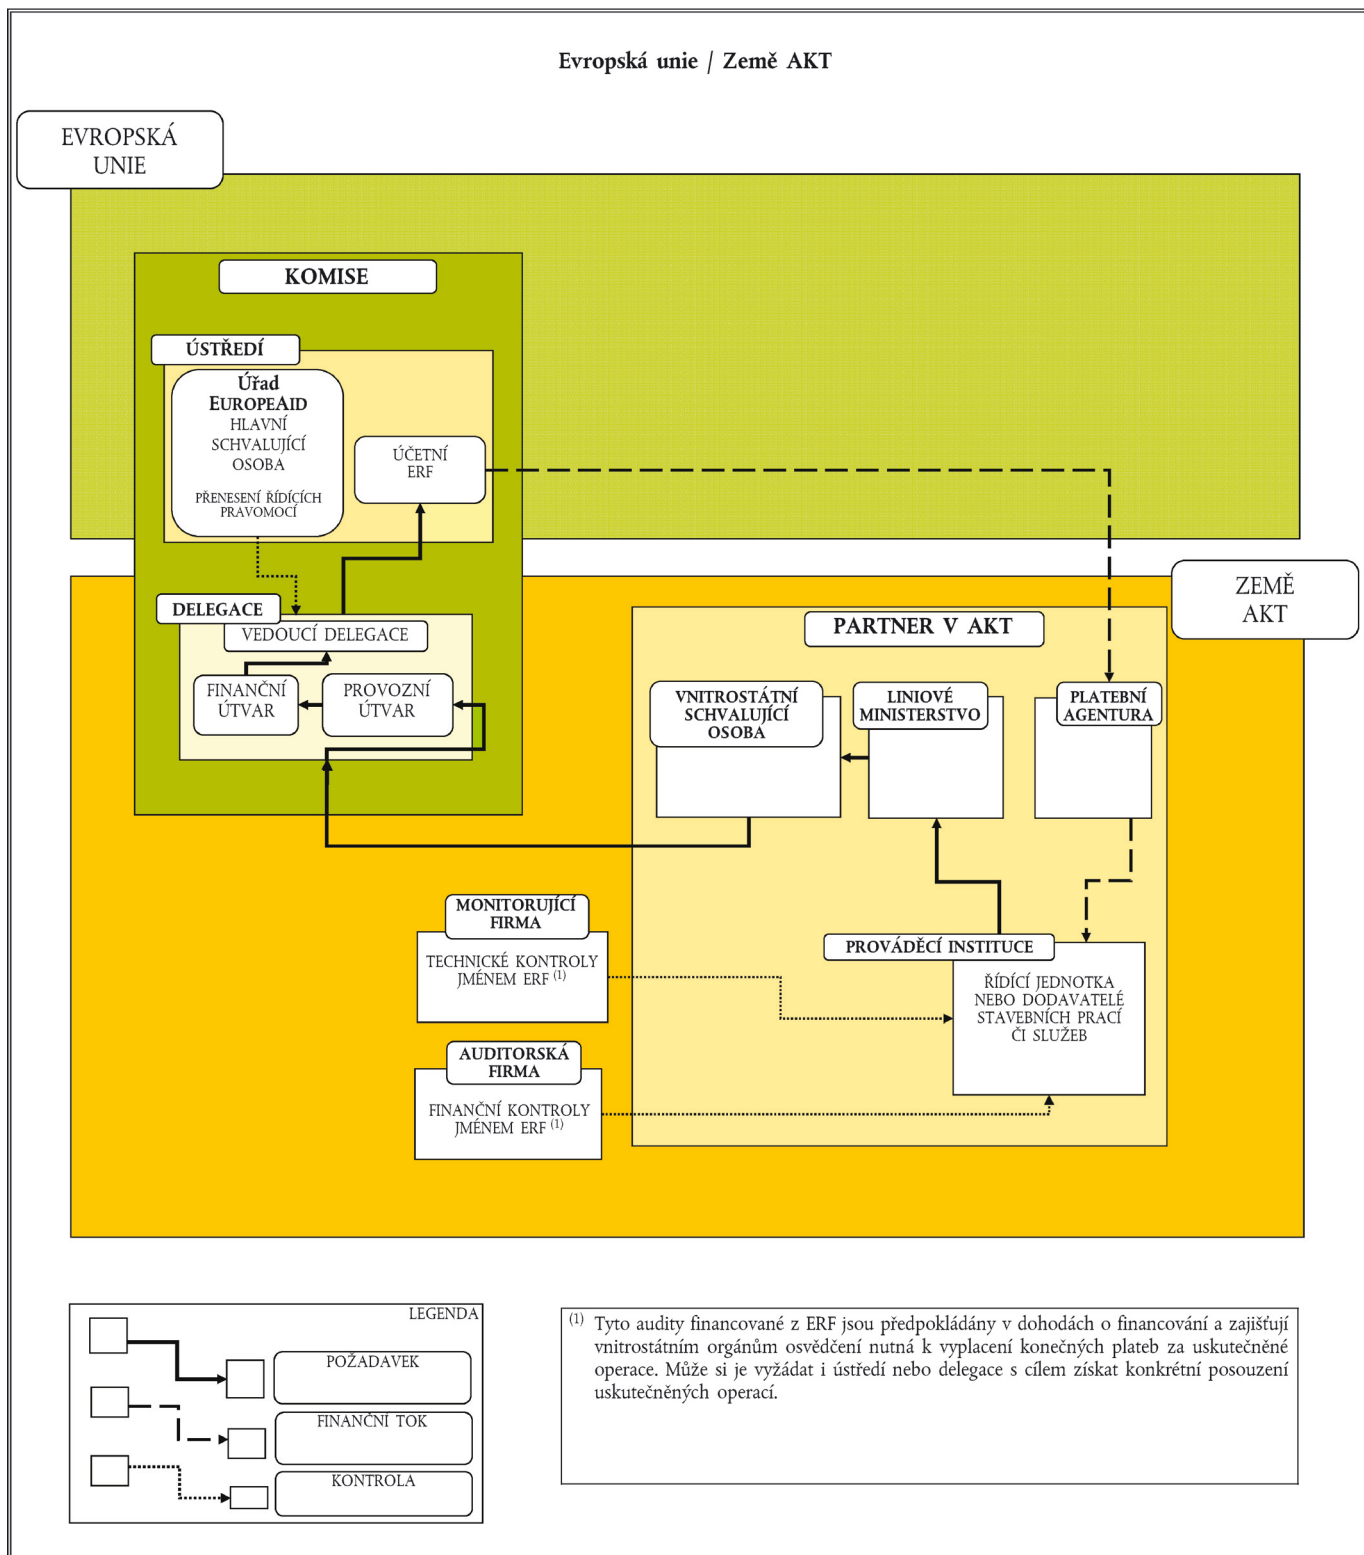 Evropská unie / Země AKT
EVROPSKÁ
UNIE
KOMISE
ÚSTŘEDÍ
Úřad
EUROPEAID
HLAVNÍ
SCHVALUJÍCÍ
OSOBA
PŘENESENÍ ŘÍDÍCÍCH
PRAVOMOCÍ
ÚČETNÍ
ERF
ZEMĚ
AKT
DELEGACE
VEDOUCÍ DELEGACE
FINANČNÍ
ÚTVAR
PROVOZNÍ
ÚTVAR
PARTNER V AKT
VNITROSTÁTNÍ
SCHVALUJÍCÍ
OSOBA
LINIOVÉ
MINISTERSTVO
PLATEBNÍ
AGENTURA
MONITORUJÍCÍ
FIRMA
TECHNICKÉ KONTROLY
JMÉNEM ERF (1)
PROVÁDĚCÍ INSTITUCE
ŘÍDÍCÍ JEDNOTKA
NEBO DODAVATELÉ
STAVEBNÍCH PRACÍ
ČI SLUŽEB
AUDITORSKÁ
FIRMA
FINANČNÍ KONTROLY
JMÉNEM ERF (1)
LEGENDA
POŽADAVEK
FINANČNÍ TOK
KONTROLA
(1) Tyto audity financované z ERF jsou předpokládány v dohodách o financování a zajišťují
vnitrostátním orgánům osvědčení nutná k vyplacení konečných plateb za uskutečněné
operace. Může si je vyžádat i ústředí nebo delegace s cílem získat konkrétní posouzení
uskutečněných operací.